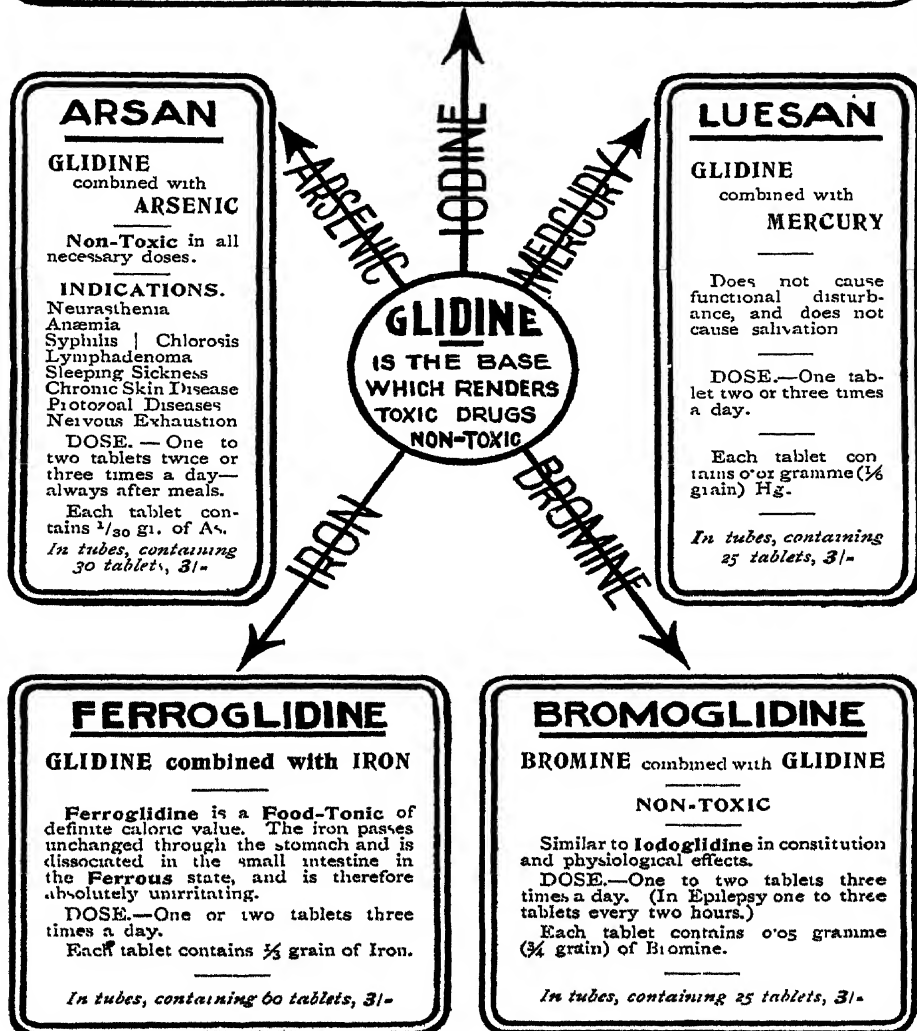 ARSAN
GLIDINE
combined with
ARSENIC
Non-Toxic in all
necessary doses.
INDICATIONS.
Neurasthenia
Anæmia
Syphilis | Chlorosis
Lymphadenoma
Sleeping Sickness
Chronic Skin Disease
Protozoal Diseases
Nervous Exhaustion
DOSE. — One to
two tablets twice or
three times a day—
always after meals.
Each tablet con-
tains 1/30 gr. of As.
In tubes, containing
30 tablets, 3/-
ARSENIC
IODINE
MERCURY
GLIDINE
IS THE BASE
WHICH RENDERS
TOXIC DRUGS
NON-TOXIC
IRON
BROMINE
LUESAN
GLIDINE
combined with
MERCURY
Does not cause
functional disturb-
ance, and does not
cause salivation
DOSE.—One tab-
let two or three times
a day.
Each tablet con
tains 0·01 gramme (1/6
grain) Hg.
In tubes, containing
25 tablets, 3/-
FERROGLIDINE
GLIDINE combined with IRON
Ferroglidine is a Food-Tonic of
definite caloric value. The iron passes
unchanged through the stomach and is
dissociated in the small intestine in
the Ferrous state, and is therefore
absolutely unirritating.
DOSE.—One or two tablets three
times a day.
Each tablet contains ⅓ grain of Iron.
In tubes, containing 60 tablets, 3/-
BROMOGLIDINE
BROMINE combined with GLIDINE
NON-TOXIC
Similar to Iodoglidine in constitution
and physiological effects.
DOSE.—One to two tablets three
times a day. (In Epilepsy one to three
tablets every two hours.)
Each tablet contains 0·05 gramme
(¾ grain) of Bromine.
In tubes, containing 25 tablets, 3/-